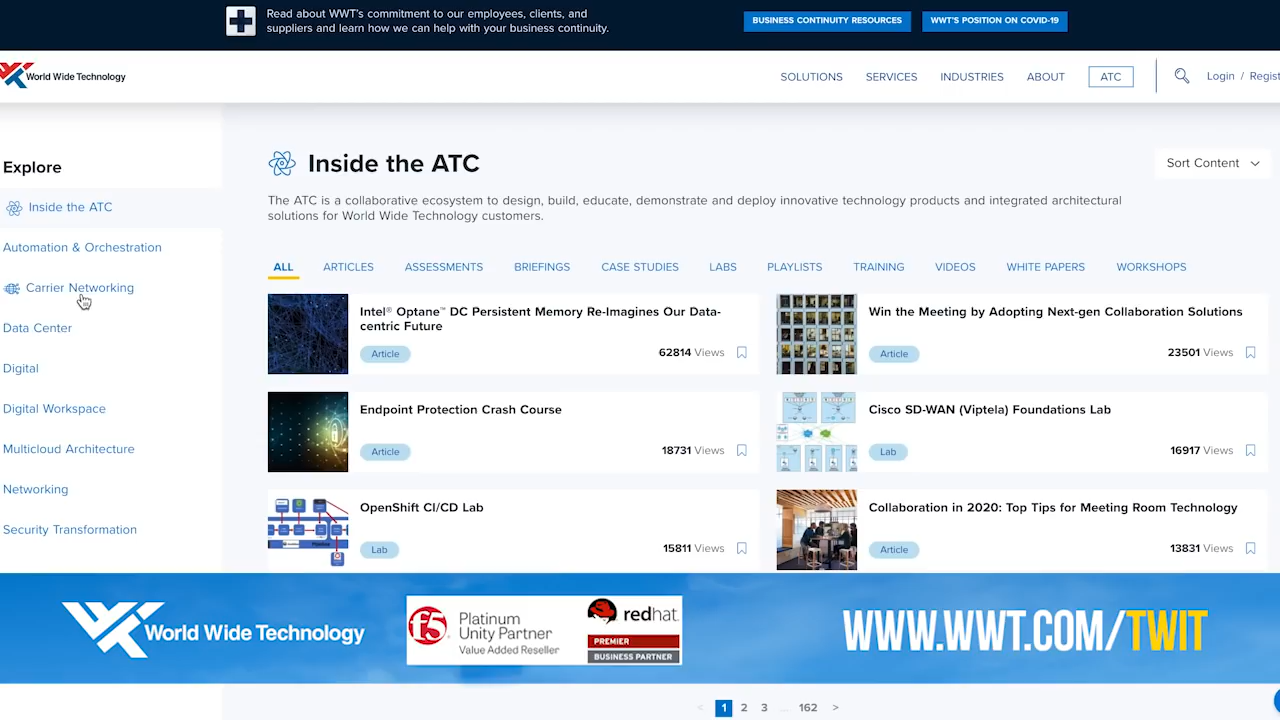 Read about WWT's commitment to our employees, clients, and
suppliers and learn how we can help with your business continuity.
BUSINESS CONTINUITY RESOURCES
WWT'S POSITION ON COVID-19
World Wide Technology
SOLUTIONS
SERVICES
INDUSTRIES
ABOUT
ATC
Login / Regist
Explore
Inside the ATC
Automation & Orchestration
Carrier Networking
Data Center
Digital
Digital Workspace
Multicloud Architecture
Networking
Security Transformation
Inside the ATC
Sort Content
The ATC is a collaborative ecosystem to design, build, educate, demonstrate and deploy innovative technology products and integrated architectural
solutions for World Wide Technology customers.
ALL
ARTICLES
ASSESSMENTS
BRIEFINGS
CASE STUDIES
LABS
PLAYLISTS
TRAINING
VIDEOS
WHITE PAPERS
WORKSHOPS
Intel® Optane™ DC Persistent Memory Re-Imagines Our Data-
centric Future
Article
62814 Views
Win the Meeting by Adopting Next-gen Collaboration Solutions
Article
23501 Views
Endpoint Protection Crash Course
Article
18731 Views
Cisco SD-WAN (Viptela) Foundations Lab
Lab
16917 Views
OpenShift CI/CD Lab
Lab
15811 Views
Collaboration in 2020: Top Tips for Meeting Room Technology
Article
13831 Views
World Wide Technology
f5
Platinum
Unity Partner
Value Added Reseller
redhat.
PREMIER
BUSINESS PARTNER
WWW.WWT.COM/TWIT
< 1 2 3 ... 162 >